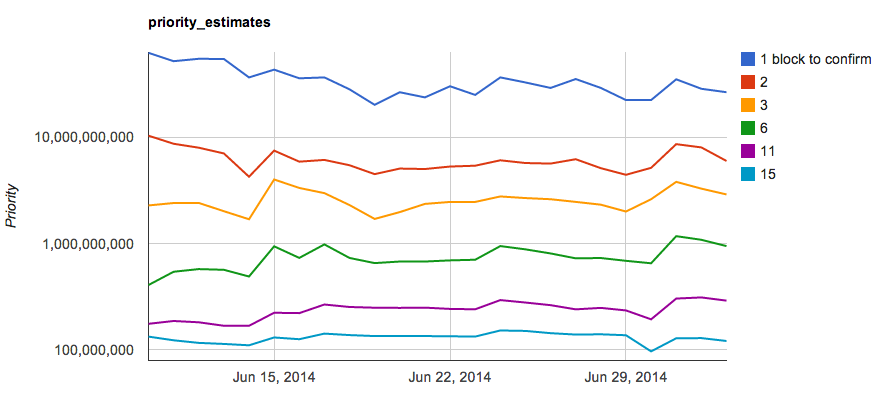 priority_estimates
1 block to confirm
2
3
6
11
15
10,000,000,000
1,000,000,000
100,000,000
Priority
Jun 15, 2014
Jun 22, 2014
Jun 29, 2014